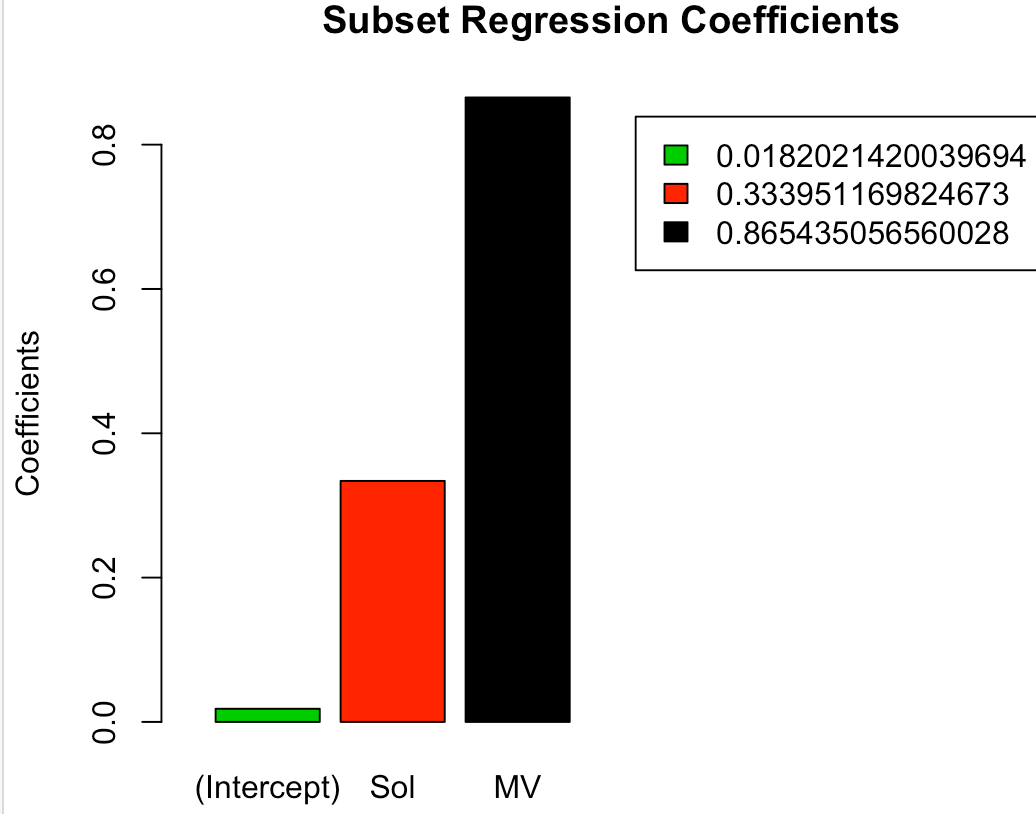 Subset Regression Coefficients
0.0182021420039694
0.333951169824673
0.865435056560028
Coefficients
0.8
0.6
0.4
0.2
0.0
(Intercept) Sol MV